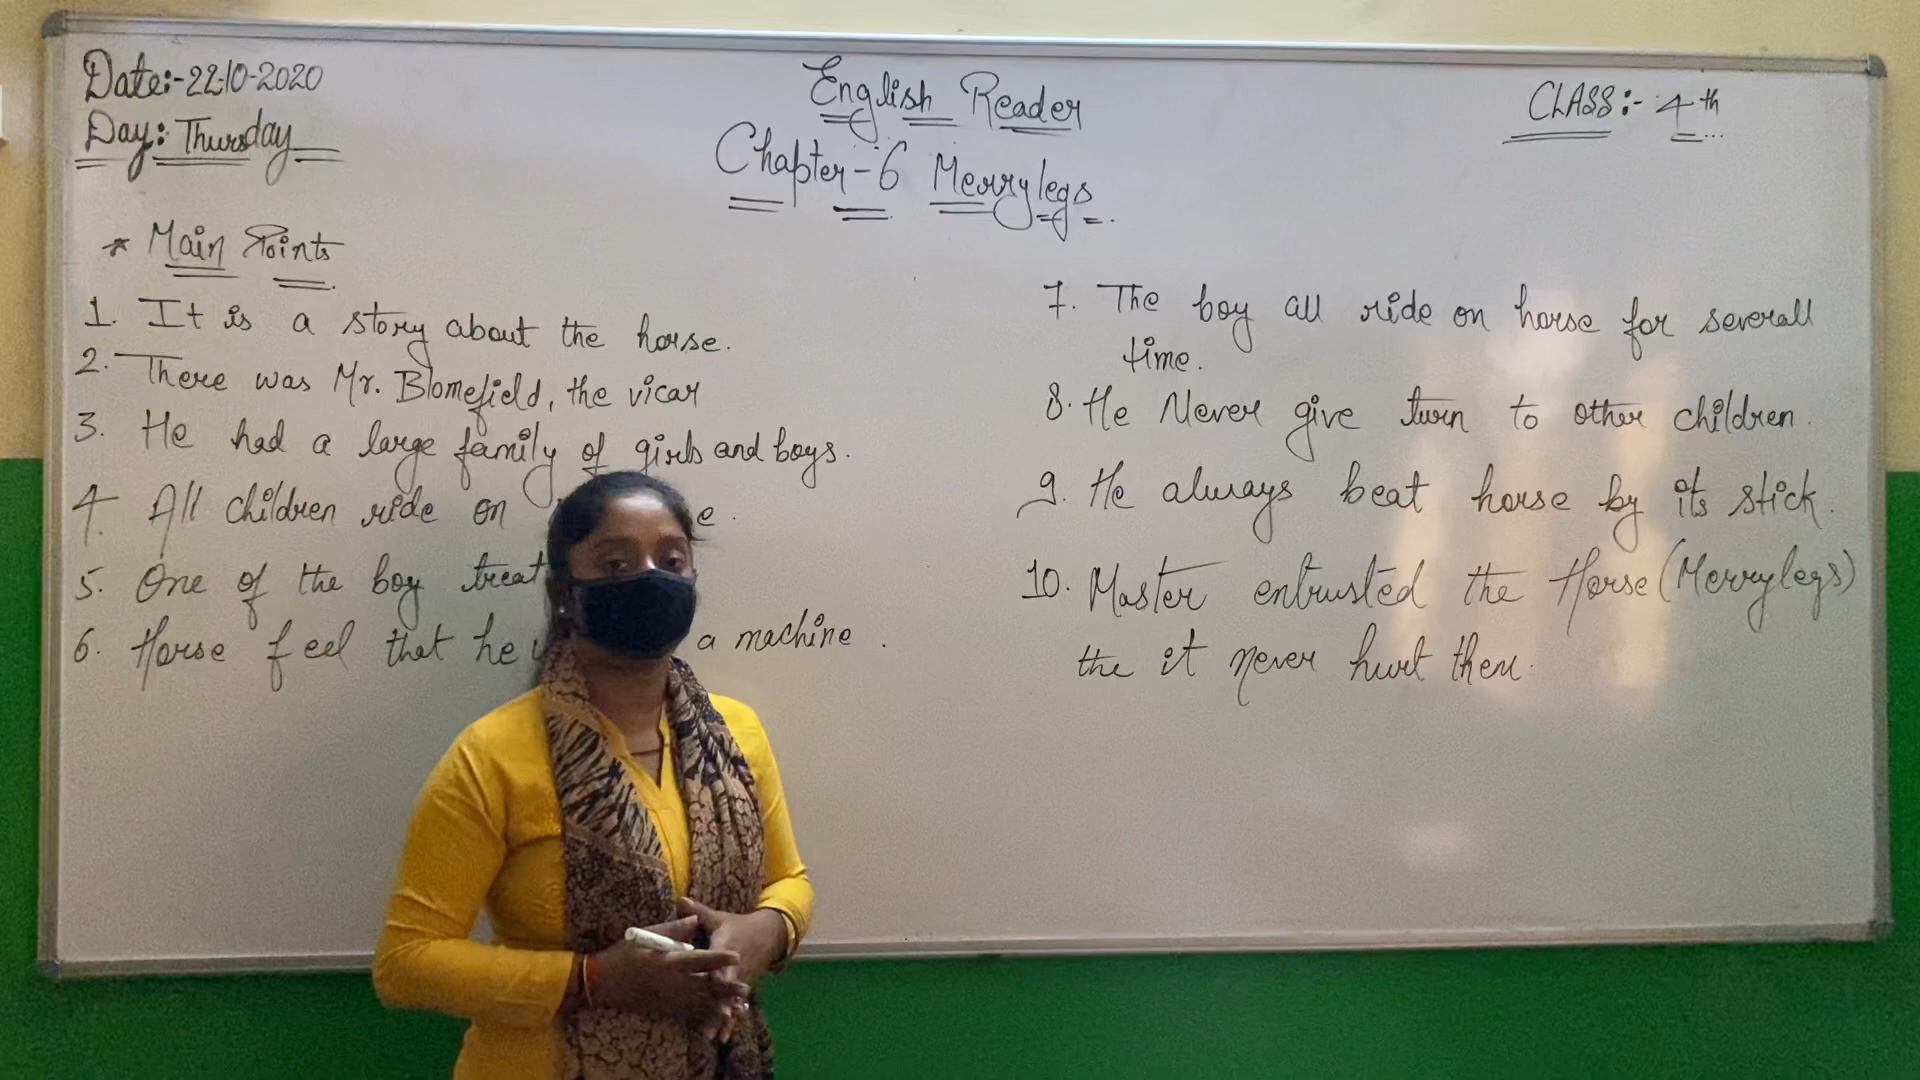 Date:-22-10-2020
Day: Thursday
English Reader
Chapter-6 Merrylegs
CLASS:- 4th
* Main Points
1. It is a story about the horse.
2. There was Mr. Blomefield, the vicar
3. He had a large family of girls and boys.
4. All children ride on
5. One of the boy treat
6. Horse feel that he a machine.
7. The boy all ride on horse for severall
time.
8. He Never give turn to other children.
9. He always beat horse by its stick.
10. Master entrusted the Horse (Merrylegs)
the it never hurt them.